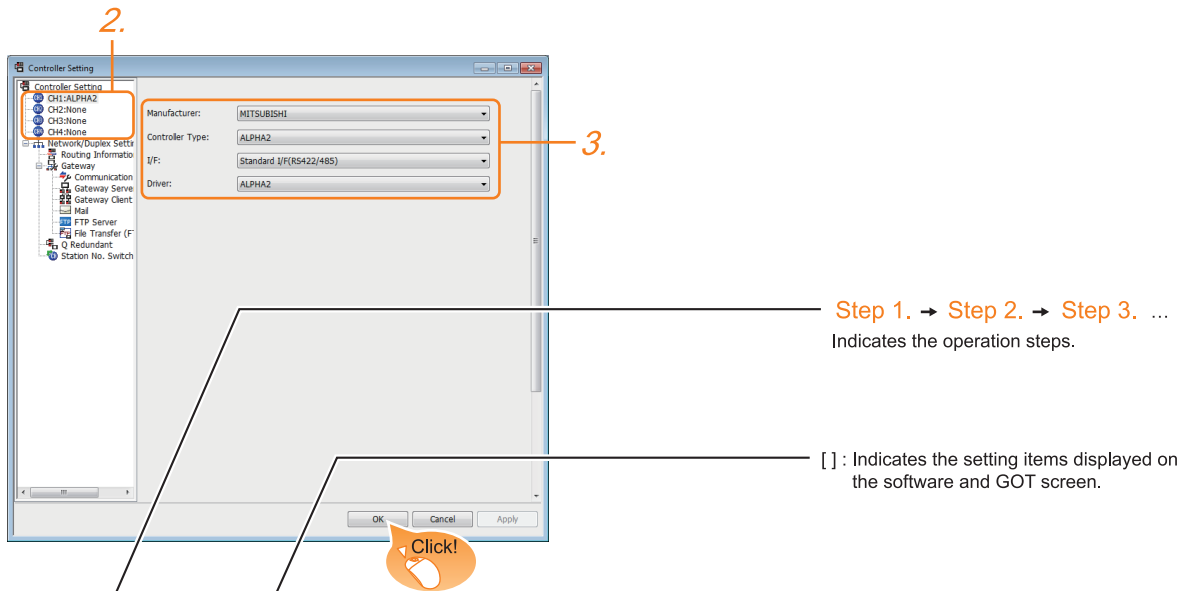 2.
Controller Setting
Controller Setting
CH1:ALPHA2
CH2:None
CH3:None
CH4:None
Network/Duplex Settin
Routing Informatio
Gateway
Communication
Gateway Serve
Gateway Client
Mail
FTP Server
File Transfer (F
Q Redundant
Station No. Switch
Manufacturer: MITSUBISHI
Controller Type: ALPHA2
I/F: Standard I/F(RS422/485)
Driver: ALPHA2
3.
OK Cancel Apply
Click!
Step 1. → Step 2. → Step 3. ...
Indicates the operation steps.
[ ] : Indicates the setting items displayed on
the software and GOT screen.